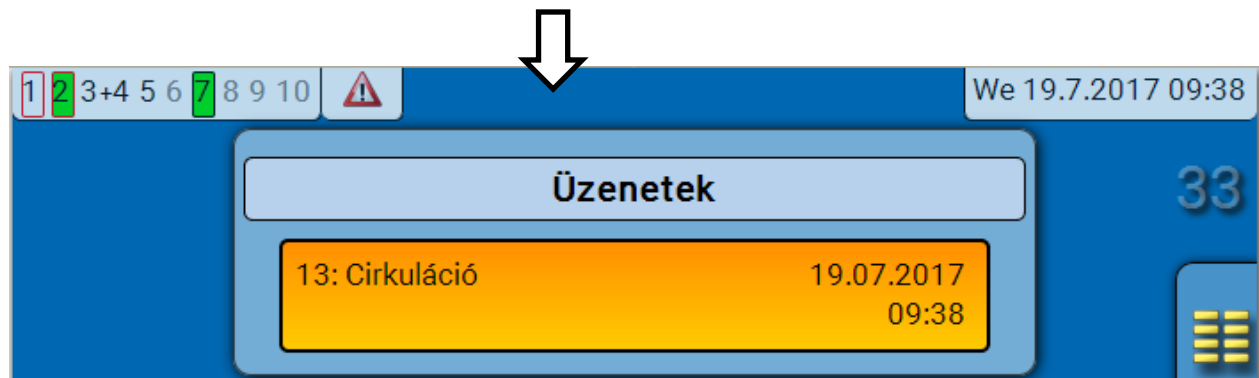 1 2 3+4 5 6 7 8 9 10
We 19.7.2017 09:38
Üzenetek
33
13: Cirkuláció 19.07.2017
09:38